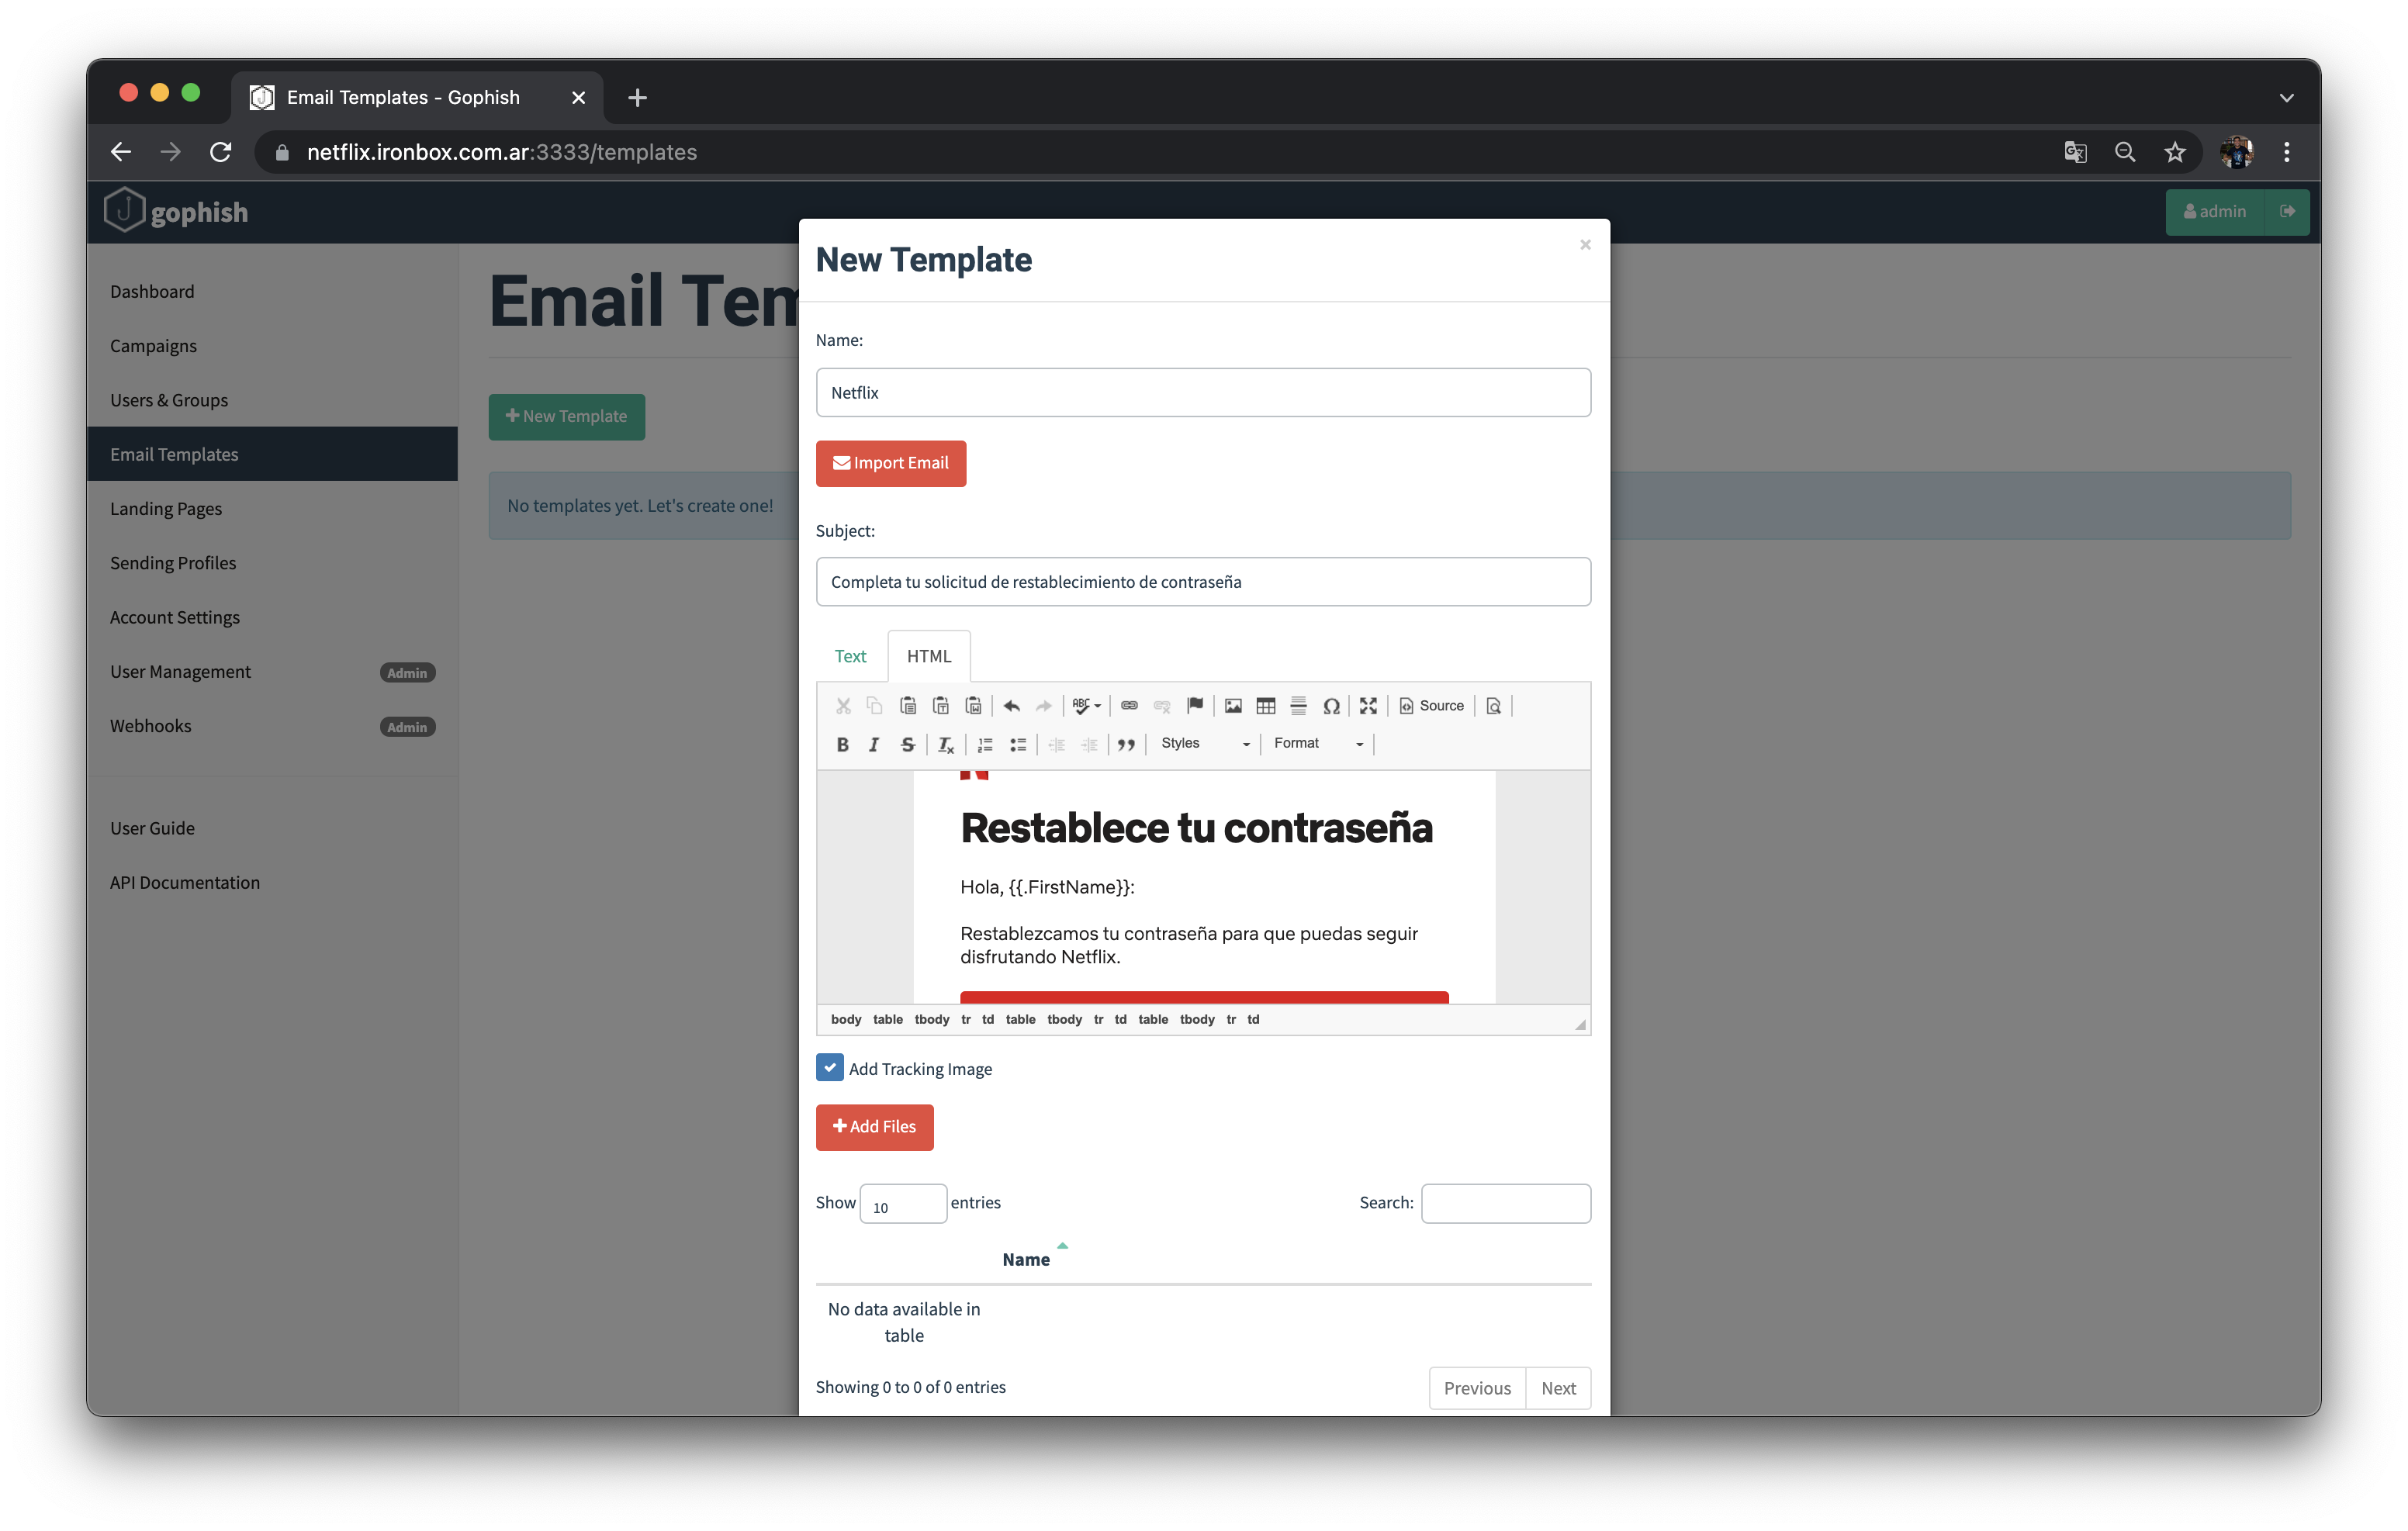 Email Templates - Gophish
netflix.ironbox.com.ar:3333/templates
gophish
admin
Dashboard
Campaigns
Users & Groups
Email Templates
Landing Pages
Sending Profiles
Account Settings
User Management Admin
Webhooks Admin
User Guide
API Documentation
Email Tem
New Template
No templates yet. Let's create one!
New Template
×
Name:
Netflix
Import Email
Subject:
Completa tu solicitud de restablecimiento de contraseña
Text HTML
ABC Source
B I S Styles Format
Restablece tu contraseña
Hola, {{.FirstName}}:
Restablezcamos tu contraseña para que puedas seguir
disfrutando Netflix.
body table tbody tr td table tbody tr td table tbody tr td
Add Tracking Image
Add Files
Show 10 entries Search:
Name
No data available in
table
Showing 0 to 0 of 0 entries
Previous Next